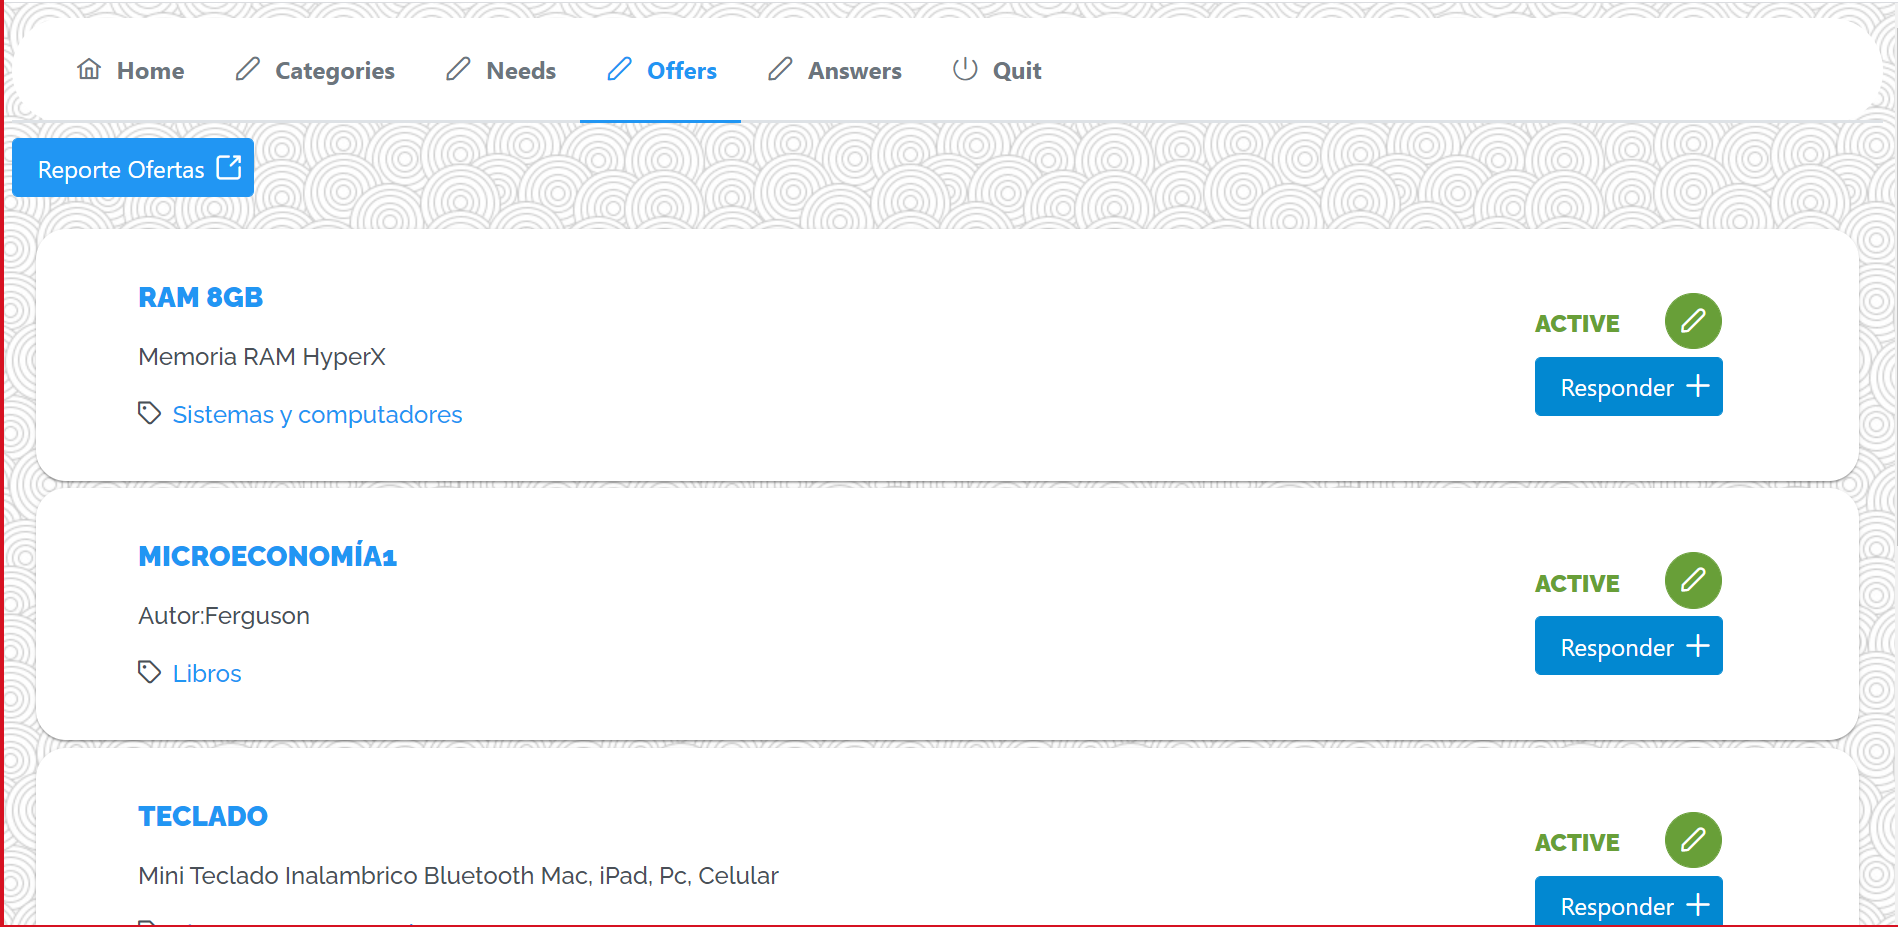 Home Categories Needs Offers Answers Quit
Reporte Ofertas
RAM 8GB
ACTIVE
Memoria RAM HyperX
Responder
Sistemas y computadores
MICROECONOMÍA1
ACTIVE
Autor:Ferguson
Responder
Libros
TECLADO
ACTIVE
Mini Teclado Inalambrico Bluetooth Mac, iPad, Pc, Celular
Responder